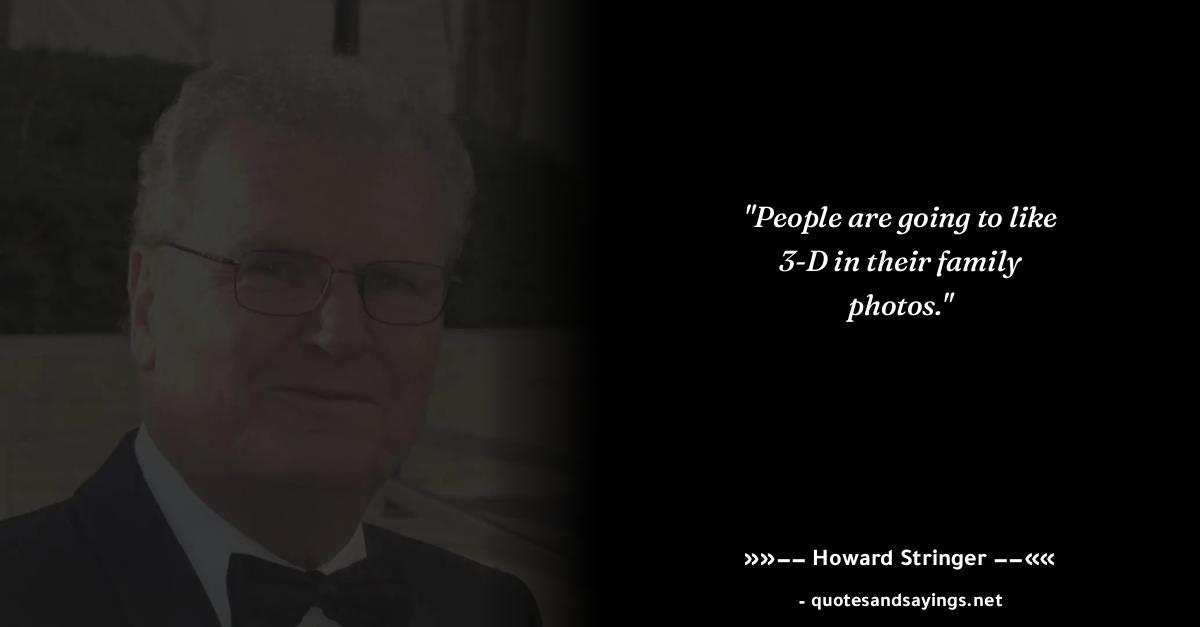 "People are going to like
3-D in their family
photos."
»»–– Howard Stringer ––««
- quotesandsayings.net